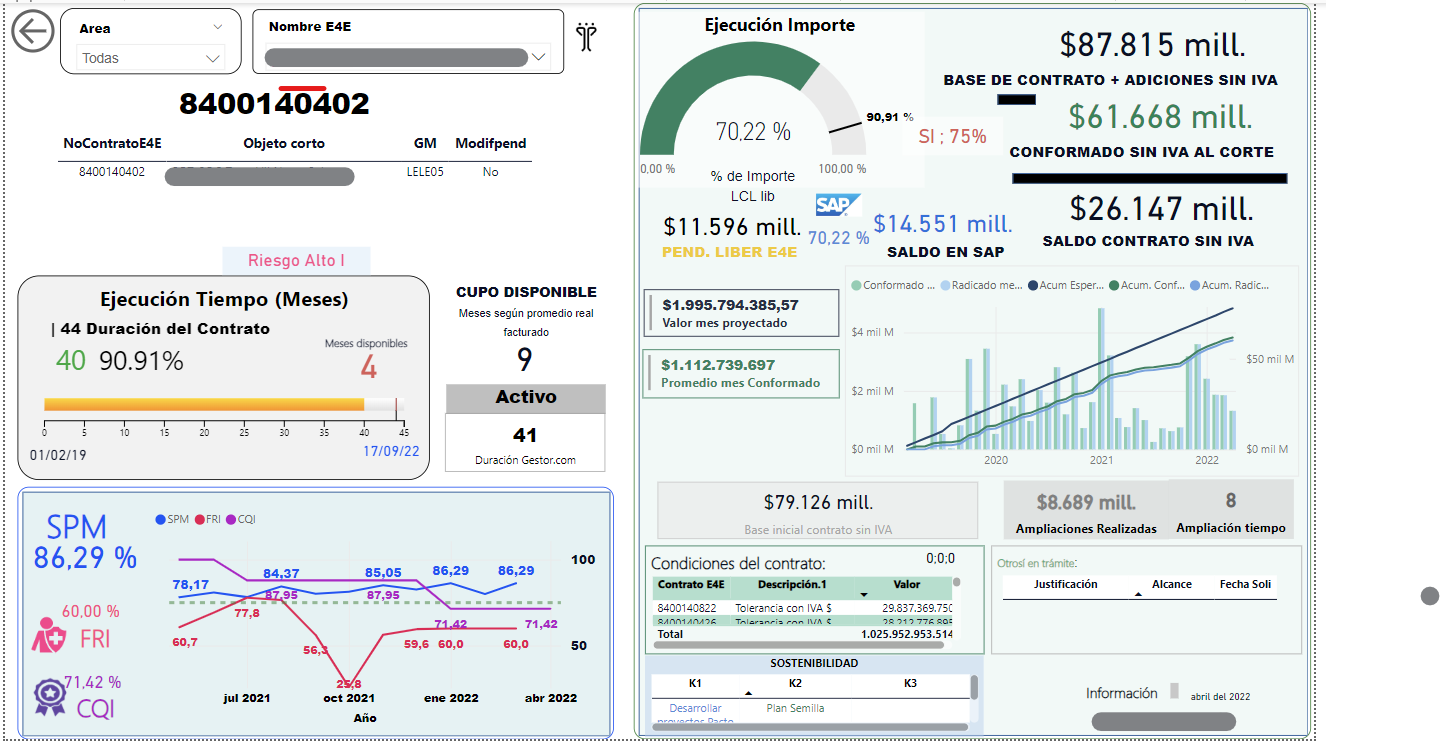 Area
Todas
Nombre E4E
8400140402
NoContratoE4E Objeto corto GM Modifpend
8400140402 LELE05 No
Riesgo Alto I
Ejecución Tiempo (Meses)
| 44 Duración del Contrato
40 90.91%
Meses disponibles
4
0 5 10 15 20 25 30 35 40 45
01/02/19 17/09/22
CUPO DISPONIBLE
Meses según promedio real
facturado
9
Activo
41
Duración Gestor.com
SPM
86,29 %
60,00 %
FRI
71,42 %
CQI
SPM FRI CQI
100
50
78,17 84,37 85,05 86,29 86,29
87,95 87,95 71,42 71,42
60,7 77,8 56,3 25,8 59,6 60,0 60,0
jul 2021 oct 2021 ene 2022 abr 2022
Año
Ejecución Importe
70,22 %
90,91 %
0,00 % 100,00 %
SI ; 75%
% de Importe
LCL lib
$87.815 mill.
BASE DE CONTRATO + ADICIONES SIN IVA
$61.668 mill.
CONFORMADO SIN IVA AL CORTE
$26.147 mill.
SALDO CONTRATO SIN IVA
$11.596 mill.
PEND. LIBER E4E
SAP
70,22 %
$14.551 mill.
SALDO EN SAP
$1.995.794.385,57
Valor mes proyectado
$1.112.739.697
Promedio mes Conformado
Conformado ... Radicado me... Acum Esper... Acum. Conf... Acum. Radic...
$4 mil M
$2 mil M
$0 mil M
$50 mil M
$0 mil M
2020 2021 2022
$79.126 mill.
Base inicial contrato sin IVA
$8.689 mill.
Ampliaciones Realizadas
8
Ampliación tiempo
Condiciones del contrato: 0;0;0
Contrato E4E Descripción.1 Valor
8400140822 Tolerancia con IVA $ 29.837.369.750
8400140426 Tolerancia con IVA $ 28.212.776.895
Total 1.025.952.953.514
Otrosí en trámite:
Justificación Alcance Fecha Soli
SOSTENIBILIDAD
K1 K2 K3
Desarrollar Plan Semilla
proyectos Pacto
Información abril del 2022